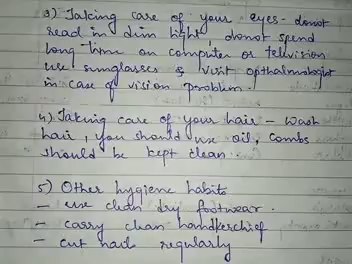 3) Taking care of your eyes - donot
read in dim light, donot spend
long time on computer or television
use sunglasses & visit opthalmologist
in case of vision problem.
4) Taking care of your hair - wash
hair, you should use oil, combs
should be kept clean.
5) Other hygiene habits
- use clean dry footwear.
- carry clean handkerchief
- cut nails regularly